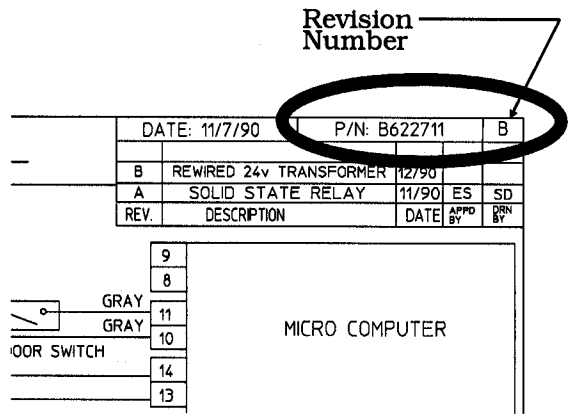 Revision
Number
DATE: 11/7/90 P/N: B622711 B
B REWIRED 24v TRANSFORMER 12/90
A SOLID STATE RELAY 11/90 ES SD
REV. DESCRIPTION DATE APPD BY DRN BY
9
8
GRAY 11
GRAY 10
MICRO COMPUTER
OOR SWITCH
14
13